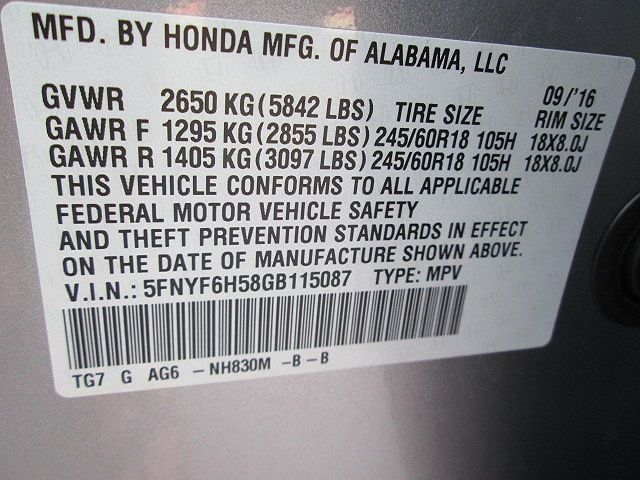 MFD. BY HONDA MFG. OF ALABAMA, LLC
09/'16
GVWR 2650 KG (5842 LBS) TIRE SIZE RIM SIZE
GAWR F 1295 KG (2855 LBS) 245/60R18 105H 18X8.0J
GAWR R 1405 KG (3097 LBS) 245/60R18 105H 18X8.0J
THIS VEHICLE CONFORMS TO ALL APPLICABLE
FEDERAL MOTOR VEHICLE SAFETY
AND THEFT PREVENTION STANDARDS IN EFFECT
ON THE DATE OF MANUFACTURE SHOWN ABOVE.
V.I.N.: 5FNYF6H58GB115087 TYPE: MPV
TG7 G AG6 -NH830M -B-B